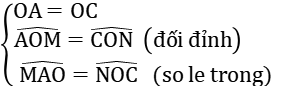 OA = OC
AOM = CON (đối đỉnh)
MAO = NOC (so le trong)